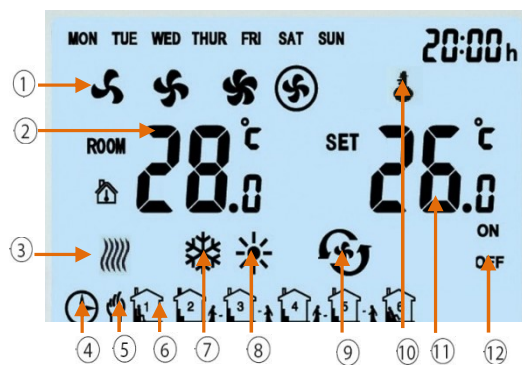 MON TUE WED THUR FRI SAT SUN 20:00 h
①
② ROOM 28.0 °C SET 26.0 °C
③ ON
OFF
1 2 3 4 5 6
④ ⑤ ⑥ ⑦ ⑧ ⑨ ⑩ ⑪ ⑫